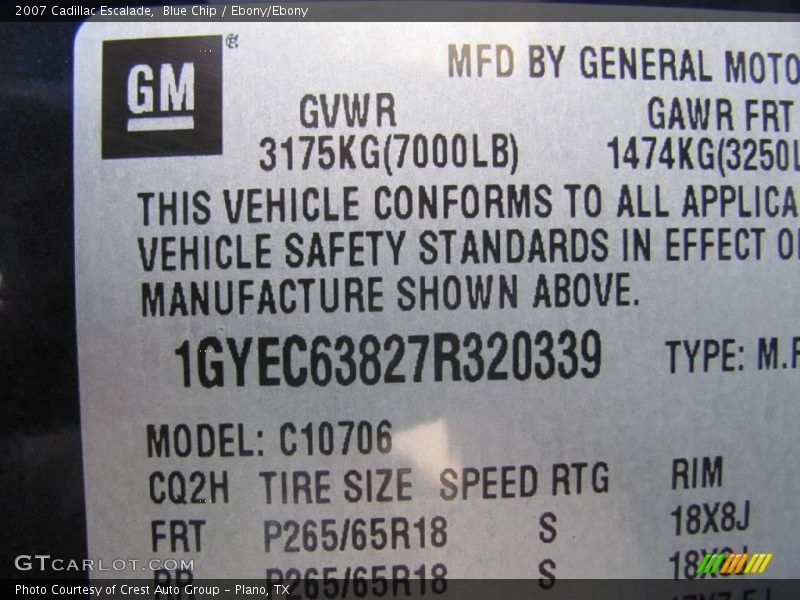 2007 Cadillac Escalade, Blue Chip / Ebony/Ebony
GM ®
MFD BY GENERAL MOTO
GVWR GAWR FRT
3175KG(7000LB) 1474KG(3250L
THIS VEHICLE CONFORMS TO ALL APPLICA
VEHICLE SAFETY STANDARDS IN EFFECT O
MANUFACTURE SHOWN ABOVE.
1GYEC63827R320339 TYPE: M.P
MODEL: C10706
CQ2H TIRE SIZE SPEED RTG RIM
FRT P265/65R18 S 18X8J
RR P265/65R18 S 18X8J
GTCARLOT.COM
Photo Courtesy of Crest Auto Group - Plano, TX